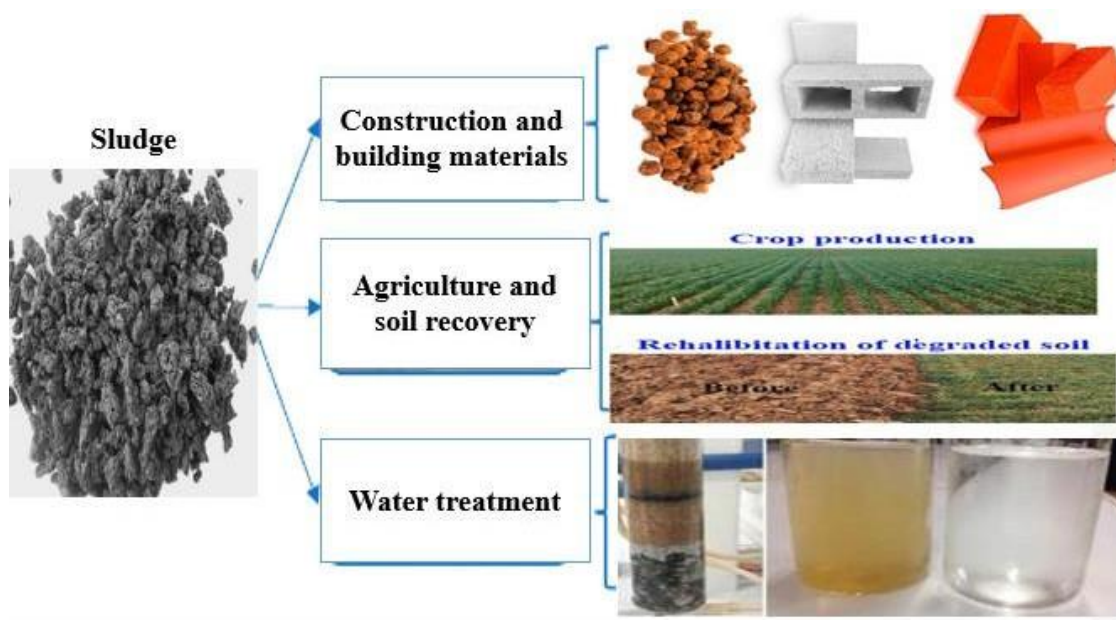 Sludge
Construction and
building materials
Agriculture and
soil recovery
Water treatment
Crop production
Rehalibitation of degraded soil
Before
After